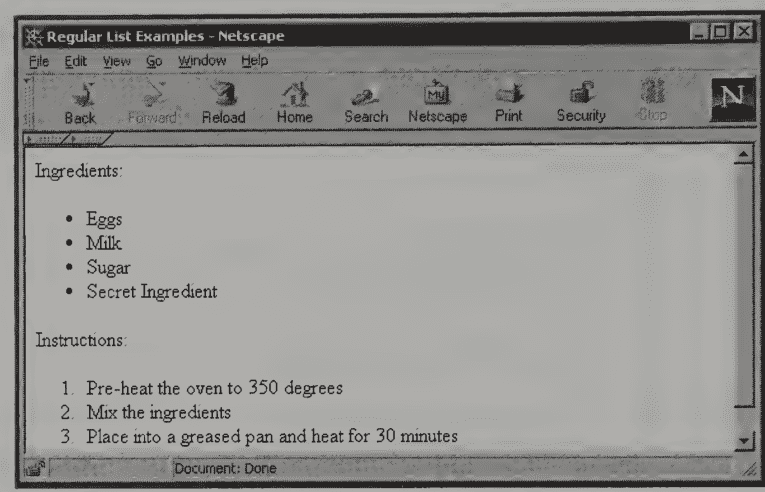 Regular List Examples - Netscape
File Edit View Go Window Help
Back Forward Reload Home Search Netscape Print Security Stop
My
N
Ingredients:
• Eggs
• Milk
• Sugar
• Secret Ingredient
Instructions:
1. Pre-heat the oven to 350 degrees
2. Mix the ingredients
3. Place into a greased pan and heat for 30 minutes
Document: Done